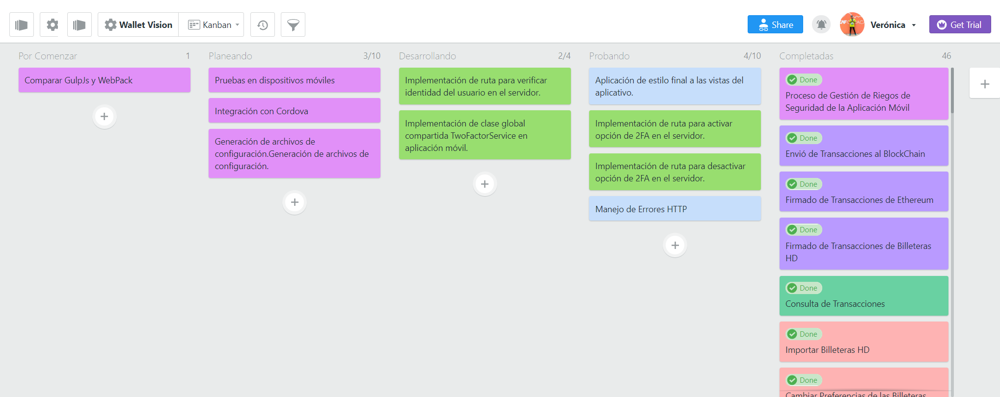 Wallet Vision
Kanban
Share
Verónica
Get Trial
Por Comenzar 1
Comparar GulpJs y WebPack
Planeando 3/10
Pruebas en dispositivos móviles
Integración con Cordova
Generación de archivos de
configuración.Generación de archivos de
configuración.
Desarrollando 2/4
Implementación de ruta para verificar
identidad del usuario en el servidor.
Implementación de clase global
compartida TwoFactorService en
aplicación móvil.
Probando 4/10
Aplicación de estilo final a las vistas del
aplicativo.
Implementación de ruta para activar
opción de 2FA en el servidor.
Implementación de ruta para desactivar
opción de 2FA en el servidor.
Manejo de Errores HTTP
Completadas 46
Done
Proceso de Gestión de Riegos de
Seguridad de la Aplicación Móvil
Done
Envió de Transacciones al BlockChain
Done
Firmado de Transacciones de Ethereum
Done
Firmado de Transacciones de Billeteras
HD
Done
Consulta de Transacciones
Done
Importar Billeteras HD
Done
Cambiar Preferencias de las Billeteras